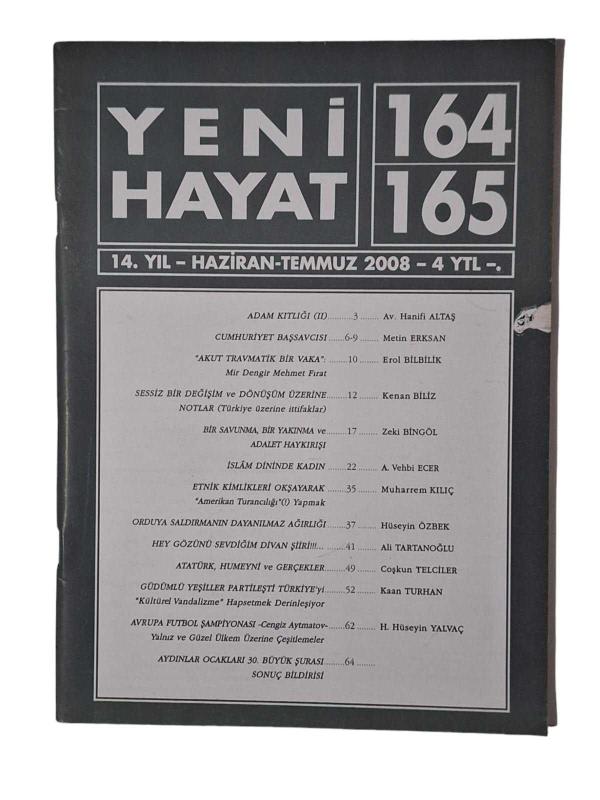 YENİ
HAYAT
164
165
14. YIL – HAZİRAN-TEMMUZ 2008 – 4 YTL –.
ADAM KITLIĞI (II)..........3 ........ Av. Hanifi ALTAŞ
CUMHURİYET BAŞSAVCISI ......6-9 ........ Metin ERKSAN
"AKUT TRAVMATİK BİR VAKA": .......10 ........ Erol BİLBİLİK
Mir Dengir Mehmet Fırat
SESSİZ BİR DEĞİŞİM ve DÖNÜŞÜM ÜZERİNE .......12 ........ Kenan BİLİZ
NOTLAR (Türkiye üzerine ittifaklar)
BİR SAVUNMA, BİR YAKINMA ve .......17 ........ Zeki BİNGÖL
ADALET HAYKIRIŞI
İSLÂM DİNİNDE KADIN .......22 ........ A. Vehbi ECER
ETNİK KİMLİKLERİ OKŞAYARAK .......35 ........ Muharrem KILIÇ
"Amerikan Turancılığı"(!) Yapmak
ORDUYA SALDIRMANIN DAYANILMAZ AĞIRLIĞI .......37 ........ Hüseyin ÖZBEK
HEY GÖZÜNÜ SEVDİĞİM DİVAN ŞİİRİ!!!... .......41 ........ Ali TARTANOĞLU
ATATÜRK, HUMEYNİ ve GERÇEKLER .......49 ........ Coşkun TELCİLER
GÜDÜMLÜ YEŞİLLER PARTİLEŞTİ TÜRKİYE'yi .......52 ........ Kaan TURHAN
"Kültürel Vandalizme" Hapsetmek Derinleşiyor
AVRUPA FUTBOL ŞAMPİYONASI -Cengiz Aytmatov- .......62 ........ H. Hüseyin YALVAÇ
Yalnız ve Güzel Ülkem Üzerine Çeşitlemeler
AYDINLAR OCAKLARI 30. BÜYÜK ŞURASI .......64 ........
SONUÇ BİLDİRİSİ